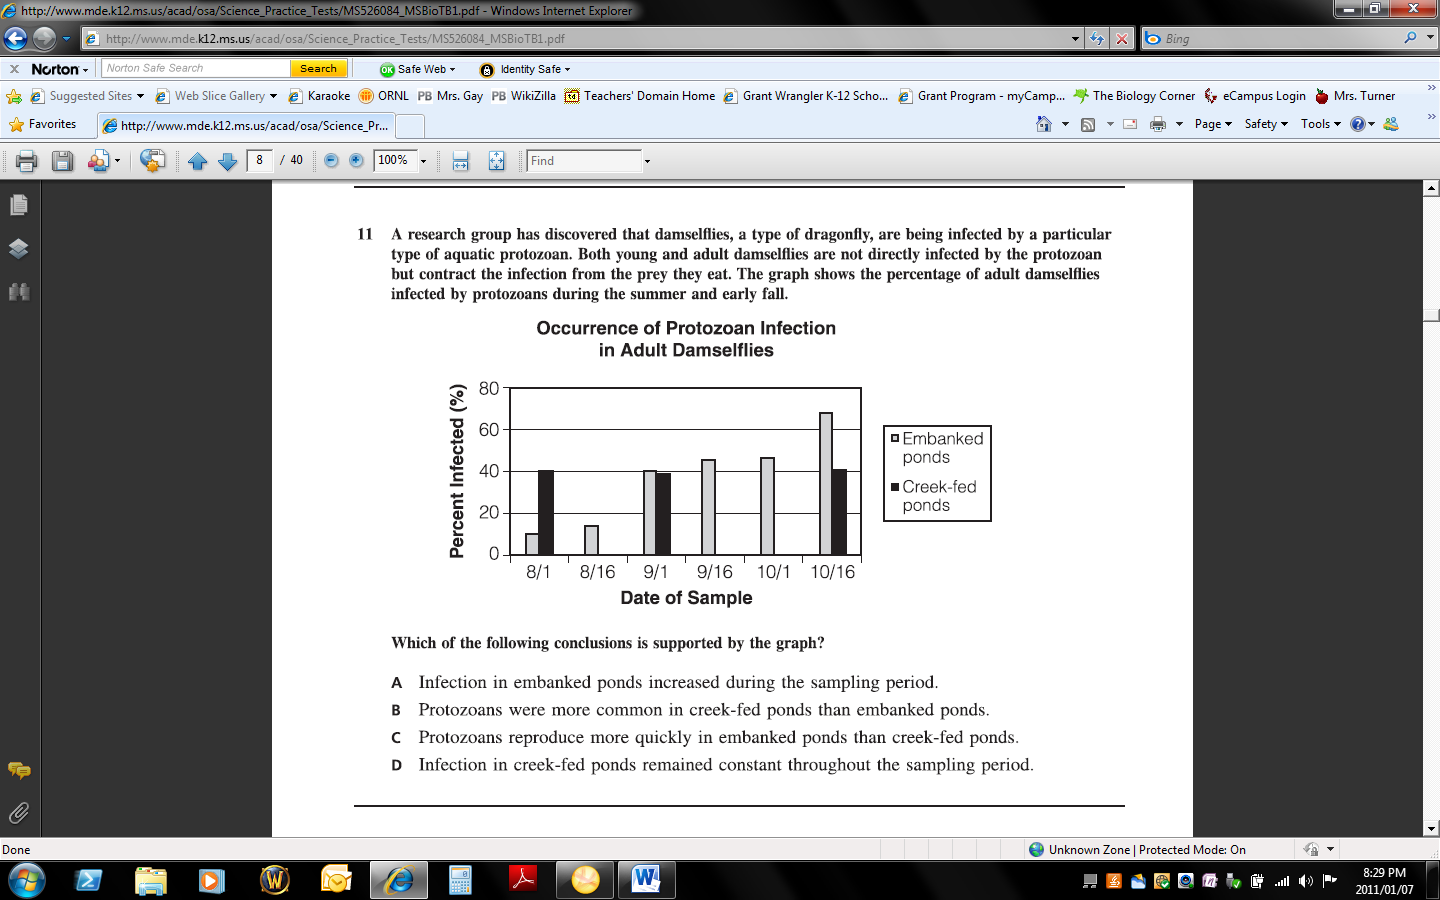 http://www.mde.k12.ms.us/acad/osa/Science_Practice_Tests/MS526084_MSBioTB1.pdf - Windows Internet Explorer
http://www.mde.k12.ms.us/acad/osa/Science_Practice_Tests/MS526084_MSBioTB1.pdf
Bing
x Norton Norton Safe Search Search OK Safe Web Identity Safe
Suggested Sites Web Slice Gallery Karaoke ORNL PB Mrs. Gay PB WikiZilla td Teachers' Domain Home Grant Wrangler K-12 Scho... Grant Program - myCamp... The Biology Corner eCampus Login Mrs. Turner
Favorites http://www.mde.k12.ms.us/acad/osa/Science_Pr... Page Safety Tools
8 / 40 100% Find
11 A research group has discovered that damselflies, a type of dragonfly, are being infected by a particular
type of aquatic protozoan. Both young and adult damselflies are not directly infected by the protozoan
but contract the infection from the prey they eat. The graph shows the percentage of adult damselflies
infected by protozoans during the summer and early fall.
Occurrence of Protozoan Infection
in Adult Damselflies
Percent Infected (%)
80
60
40
20
0
8/1 8/16 9/1 9/16 10/1 10/16
Date of Sample
Embanked
ponds
Creek-fed
ponds
Which of the following conclusions is supported by the graph?
A Infection in embanked ponds increased during the sampling period.
B Protozoans were more common in creek-fed ponds than embanked ponds.
C Protozoans reproduce more quickly in embanked ponds than creek-fed ponds.
D Infection in creek-fed ponds remained constant throughout the sampling period.
Done
Unknown Zone | Protected Mode: On
8:29 PM
2011/01/07